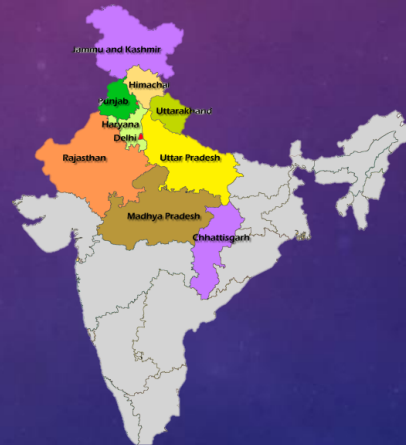 Jammu and Kashmir
Himachal
Punjab
Uttarakhand
Haryana
Delhi
Rajasthan
Uttar Pradesh
Madhya Pradesh
Chhattisgarh